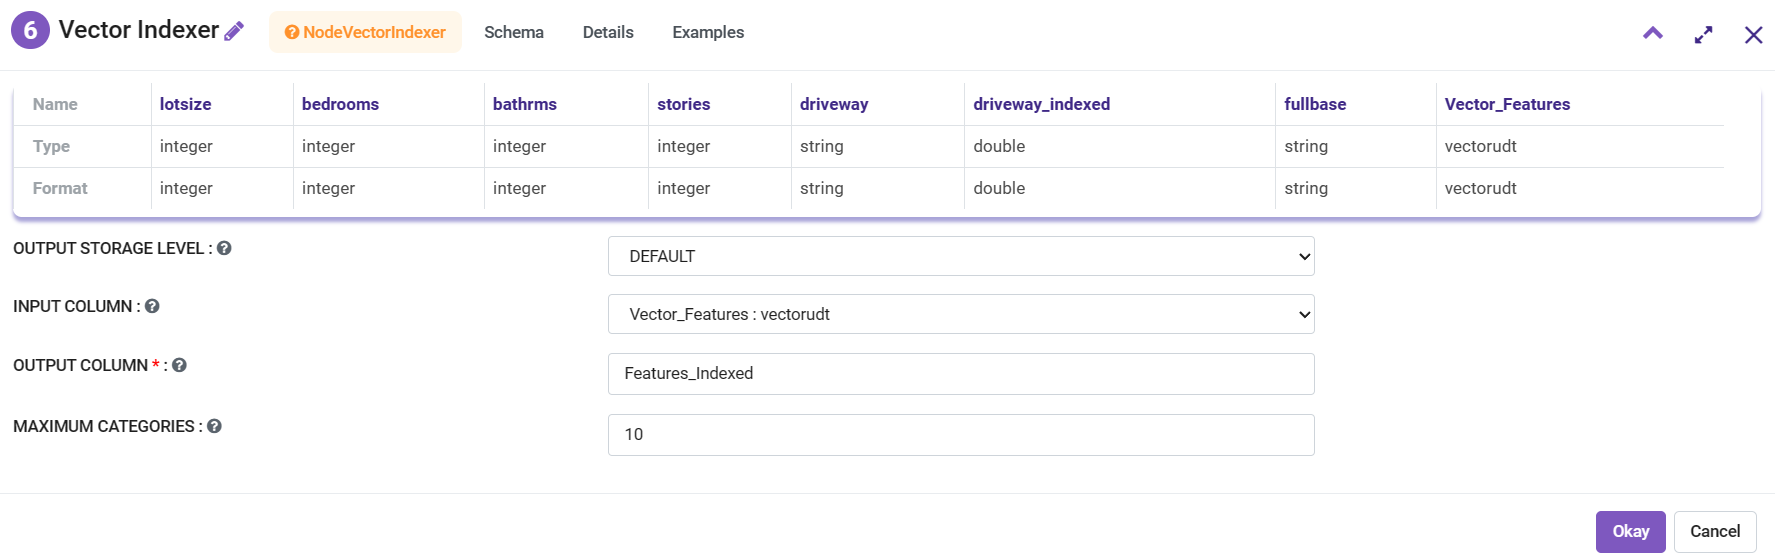 6 Vector Indexer NodeVectorIndexer Schema Details Examples
Name lotsize bedrooms bathrms stories driveway driveway_indexed fullbase Vector_Features
Type integer integer integer integer string double string vectorudt
Format integer integer integer integer string double string vectorudt
OUTPUT STORAGE LEVEL : DEFAULT
INPUT COLUMN : Vector_Features : vectorudt
OUTPUT COLUMN * : Features_Indexed
MAXIMUM CATEGORIES : 10
Okay Cancel